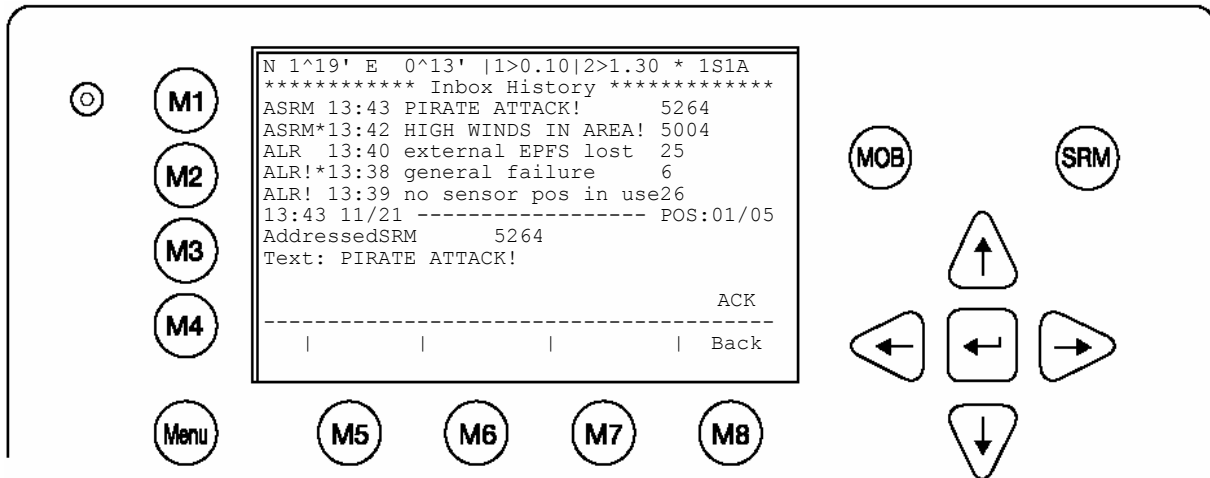 N 1^19' E  0^13' |1>0.10|2>1.30 * 1S1A
************ Inbox History *************
ASRM 13:43 PIRATE ATTACK!     5264
ASRM*13:42 HIGH WINDS IN AREA! 5004
ALR  13:40 external EPFS lost  25
ALR!*13:38 general failure     6
ALR! 13:39 no sensor pos in use26
13:43 11/21 ------------------ POS:01/05
AddressedSRM      5264
Text: PIRATE ATTACK!
ACK
----------------------------------------
|        |         |         |  Back
M1
M2
M3
M4
Menu
M5
M6
M7
M8
MOB
SRM